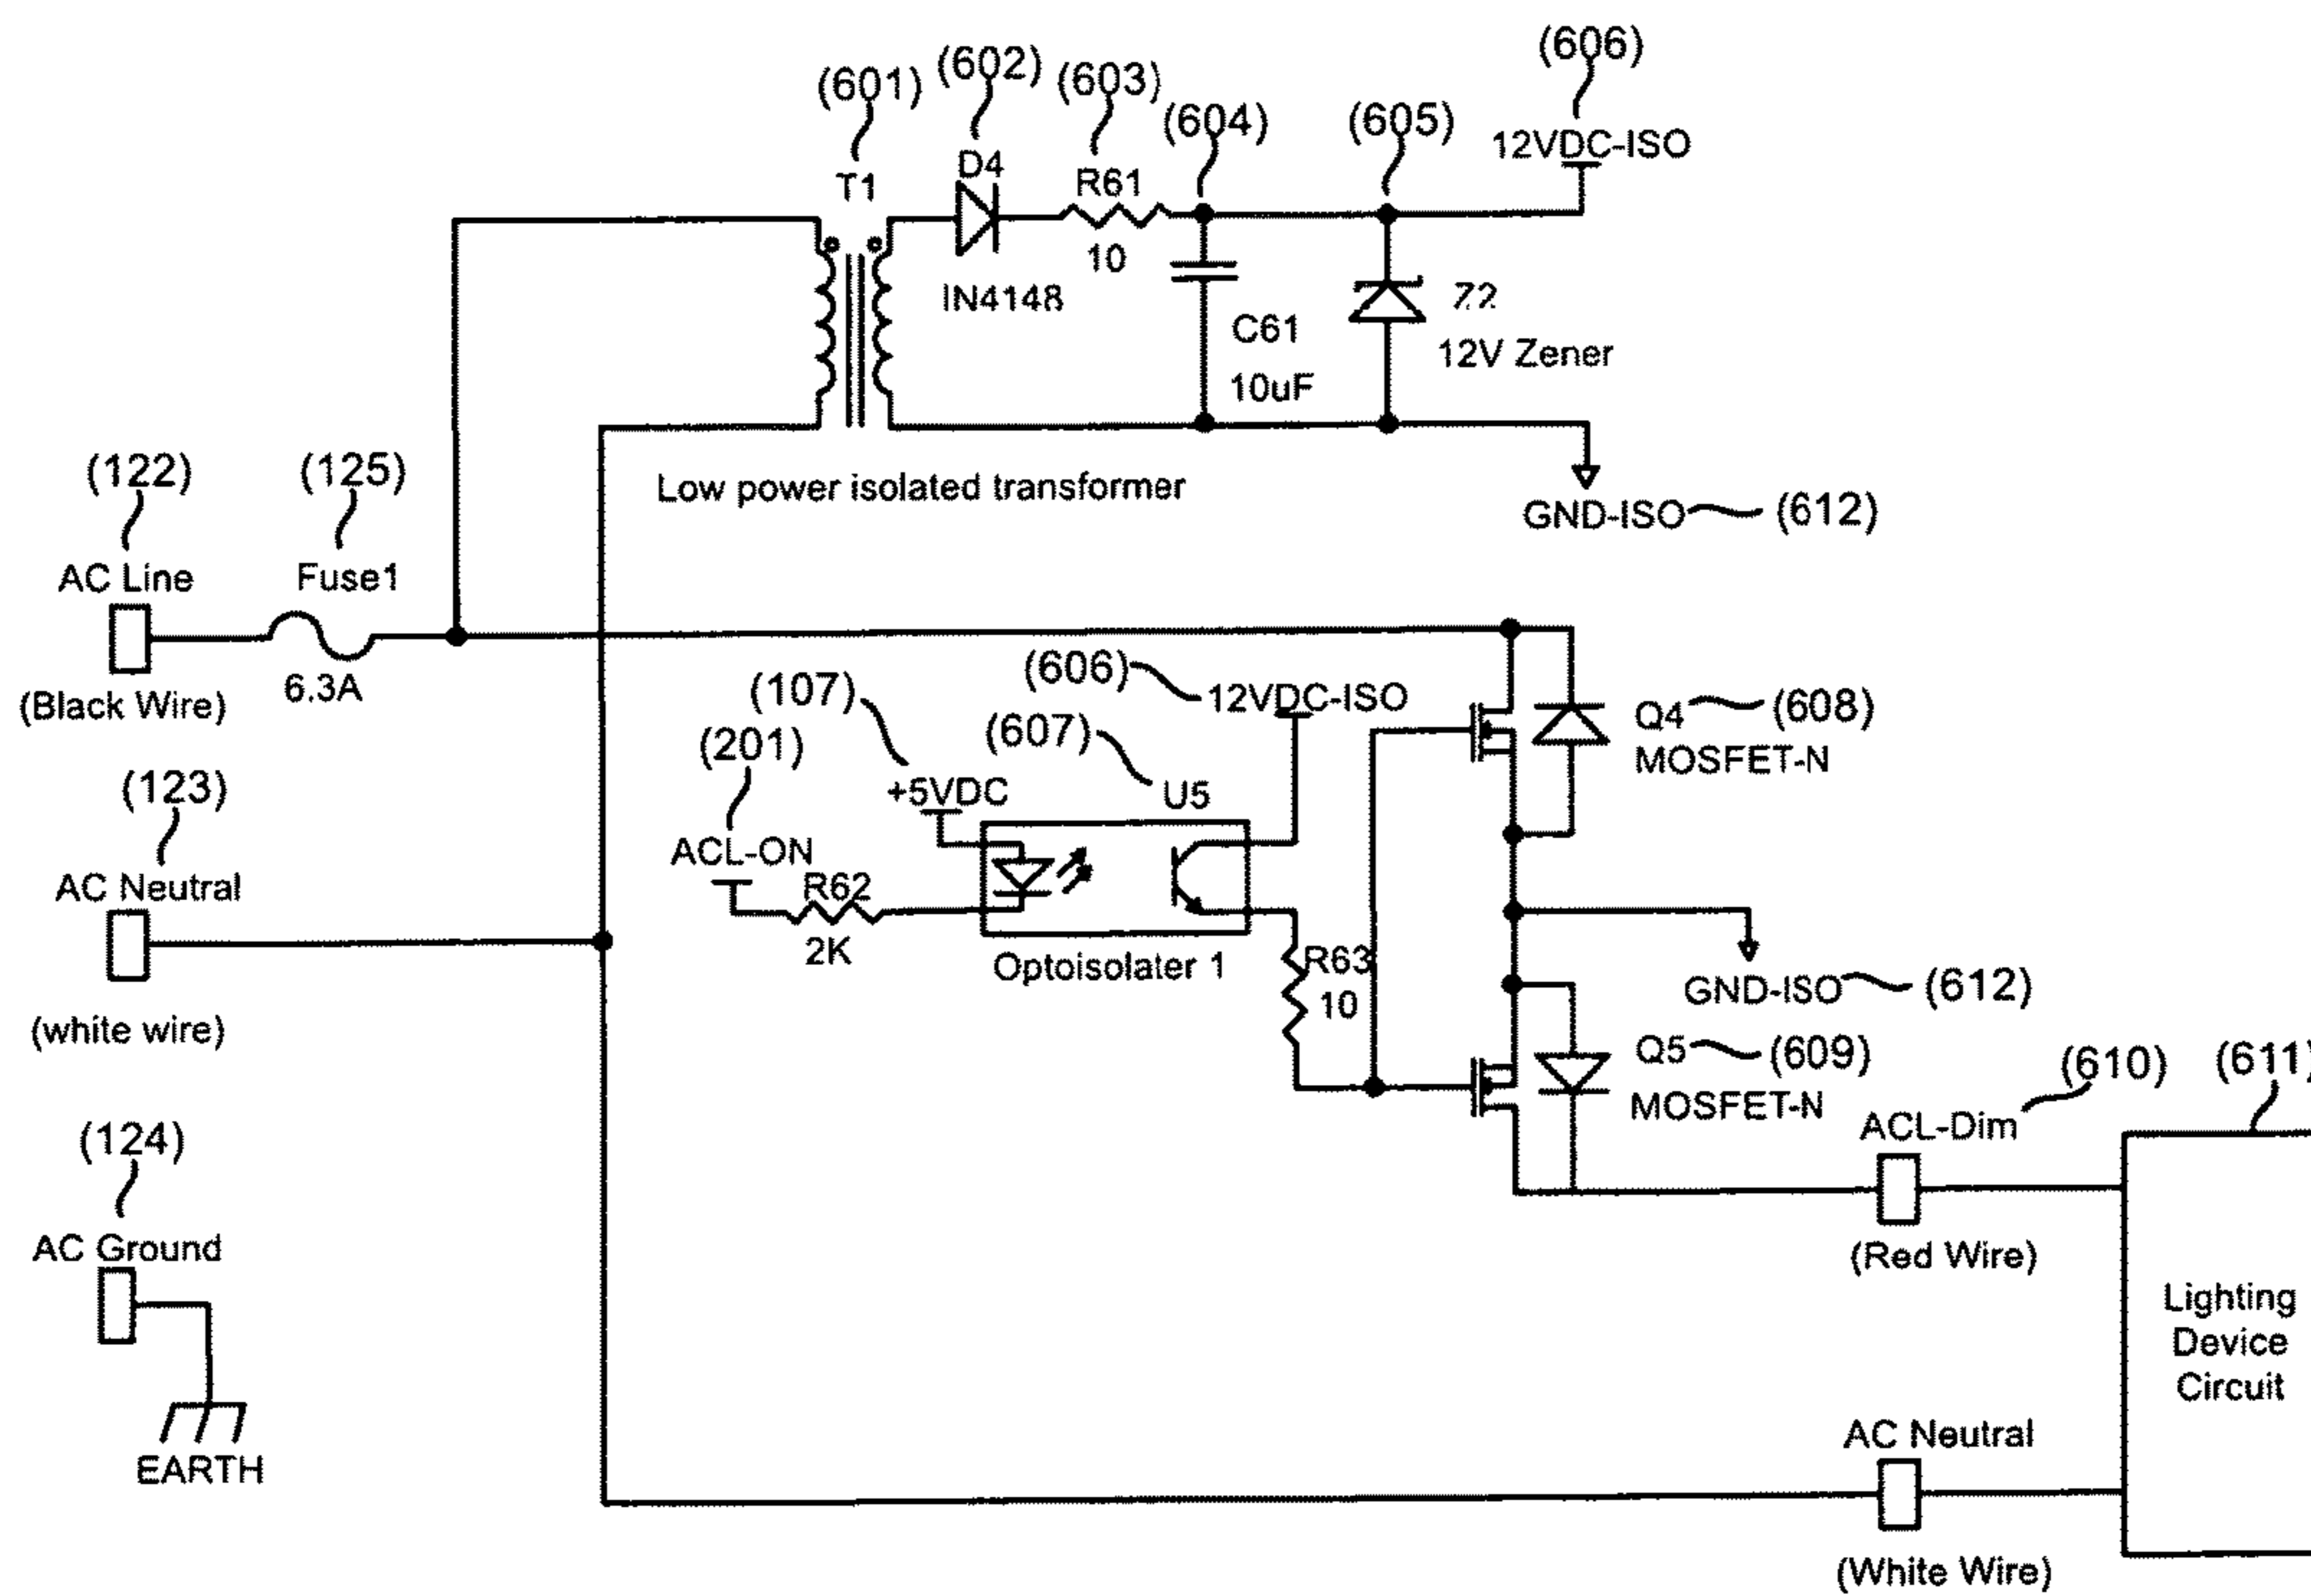 (606)
(602)
(601)
(603)
(604)
(605)
12VDC-ISO
D4
T1
R61
10
IN4148
Z2
C61
12V Zener
10uF
(122)
(125)
Low power isolated transformer
GND-ISO
(612)
AC Line
Fuse1
6.3A
(Black Wire)
(606)
12VDC-ISO
(107)
(607)
Q4
(608)
MOSFET-N
(201)
+5VDC
U5
(123)
ACL-ON
R62
AC Neutral
2K
Optoisolater 1
R63
10
GND-ISO
(612)
(white wire)
Q5
(609)
(610)
(611)
MOSFET-N
ACL-Dim
(124)
AC Ground
(Red Wire)
Lighting
Device
Circuit
AC Neutral
EARTH
(White Wire)